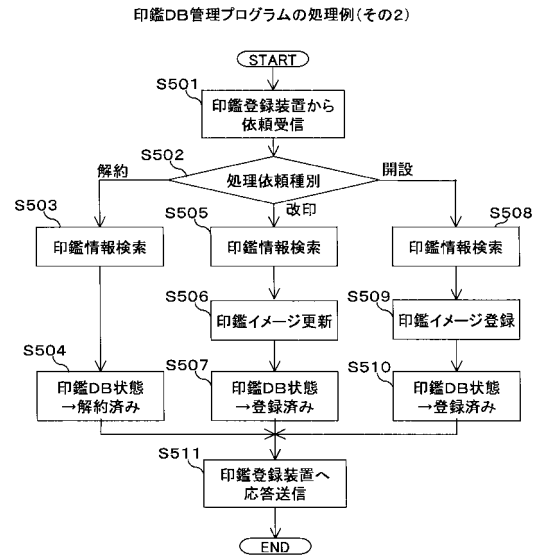 印鑑DB管理プログラムの処理例(その2)
START
S501
印鑑登録装置から
依頼受信
S502
処理依頼種別
解約
改印
開設
S503
印鑑情報検索
S505
印鑑情報検索
S508
印鑑情報検索
S506
印鑑イメージ更新
S509
印鑑イメージ登録
S504
印鑑DB状態
→解約済み
S507
印鑑DB状態
→登録済み
S510
印鑑DB状態
→登録済み
S511
印鑑登録装置へ
応答送信
END